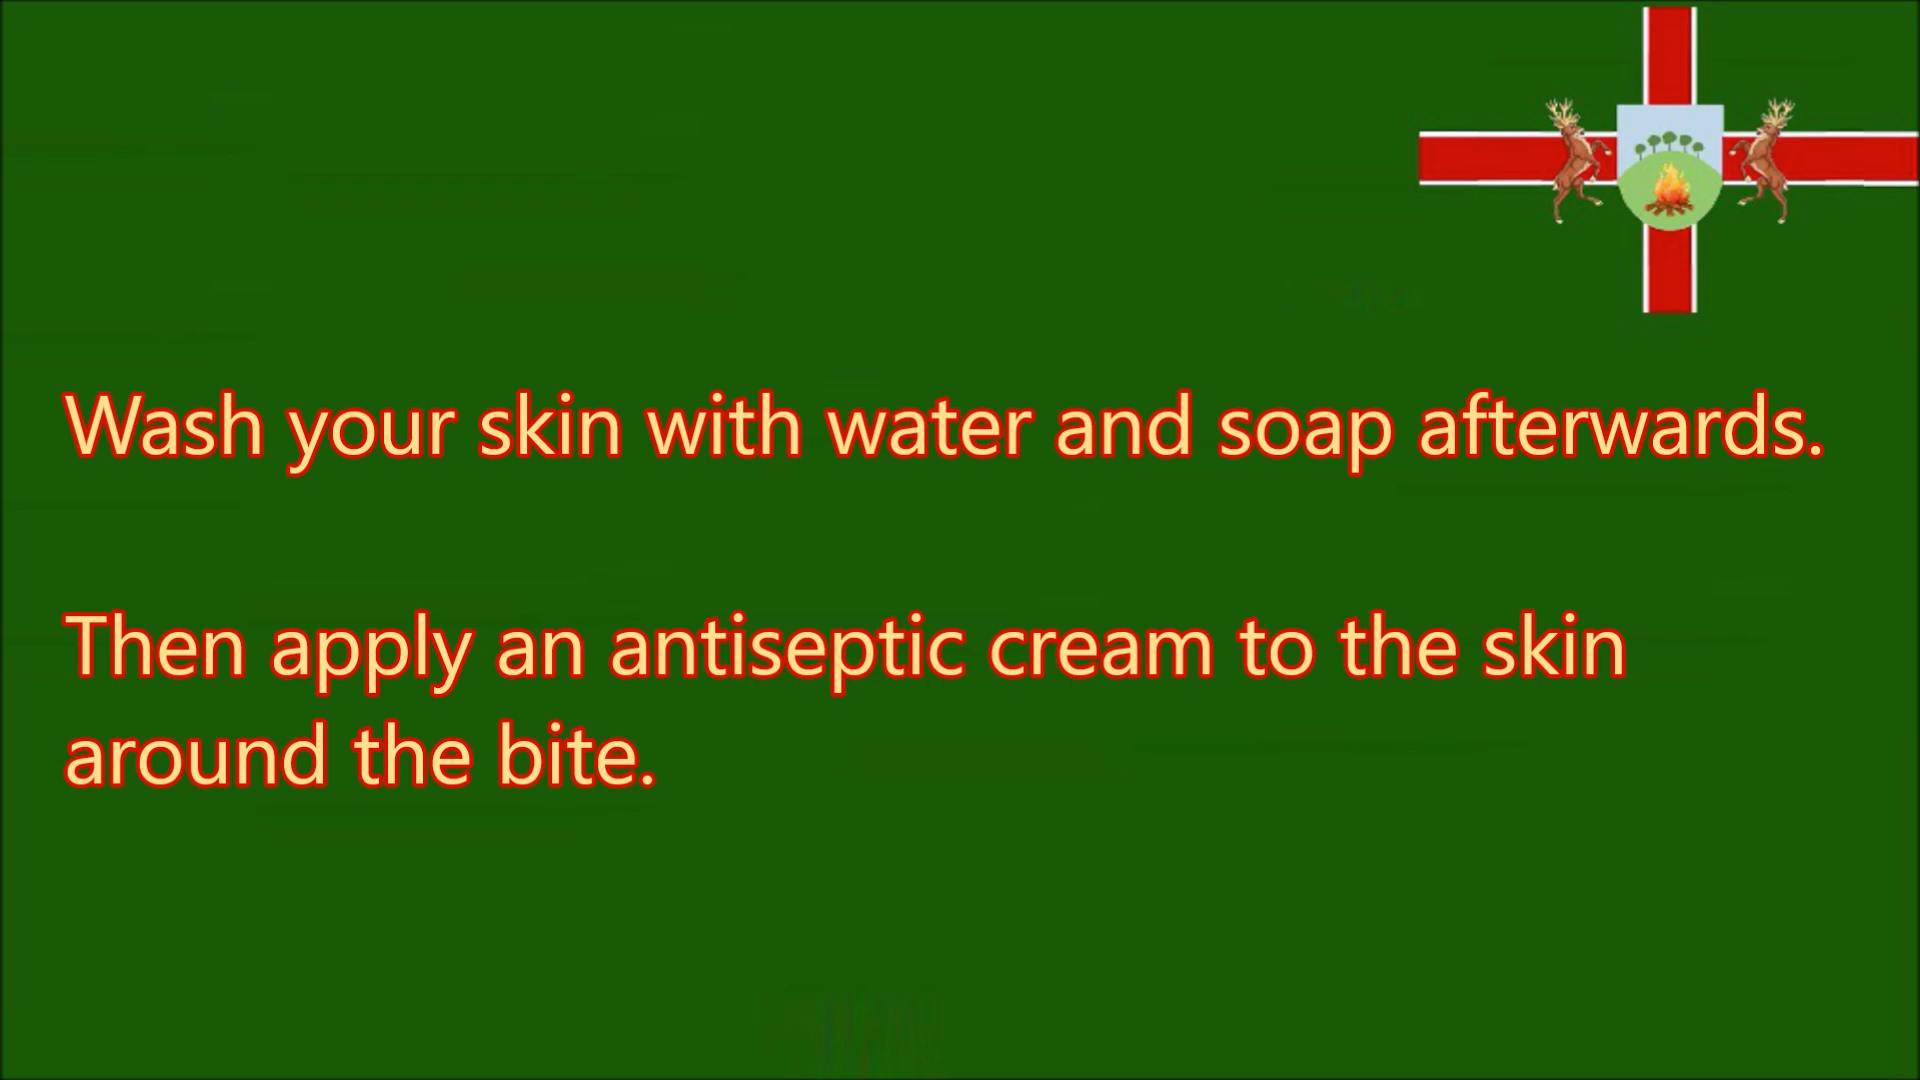 Wash your skin with water and soap afterwards.
Then apply an antiseptic cream to the skin
around the bite.